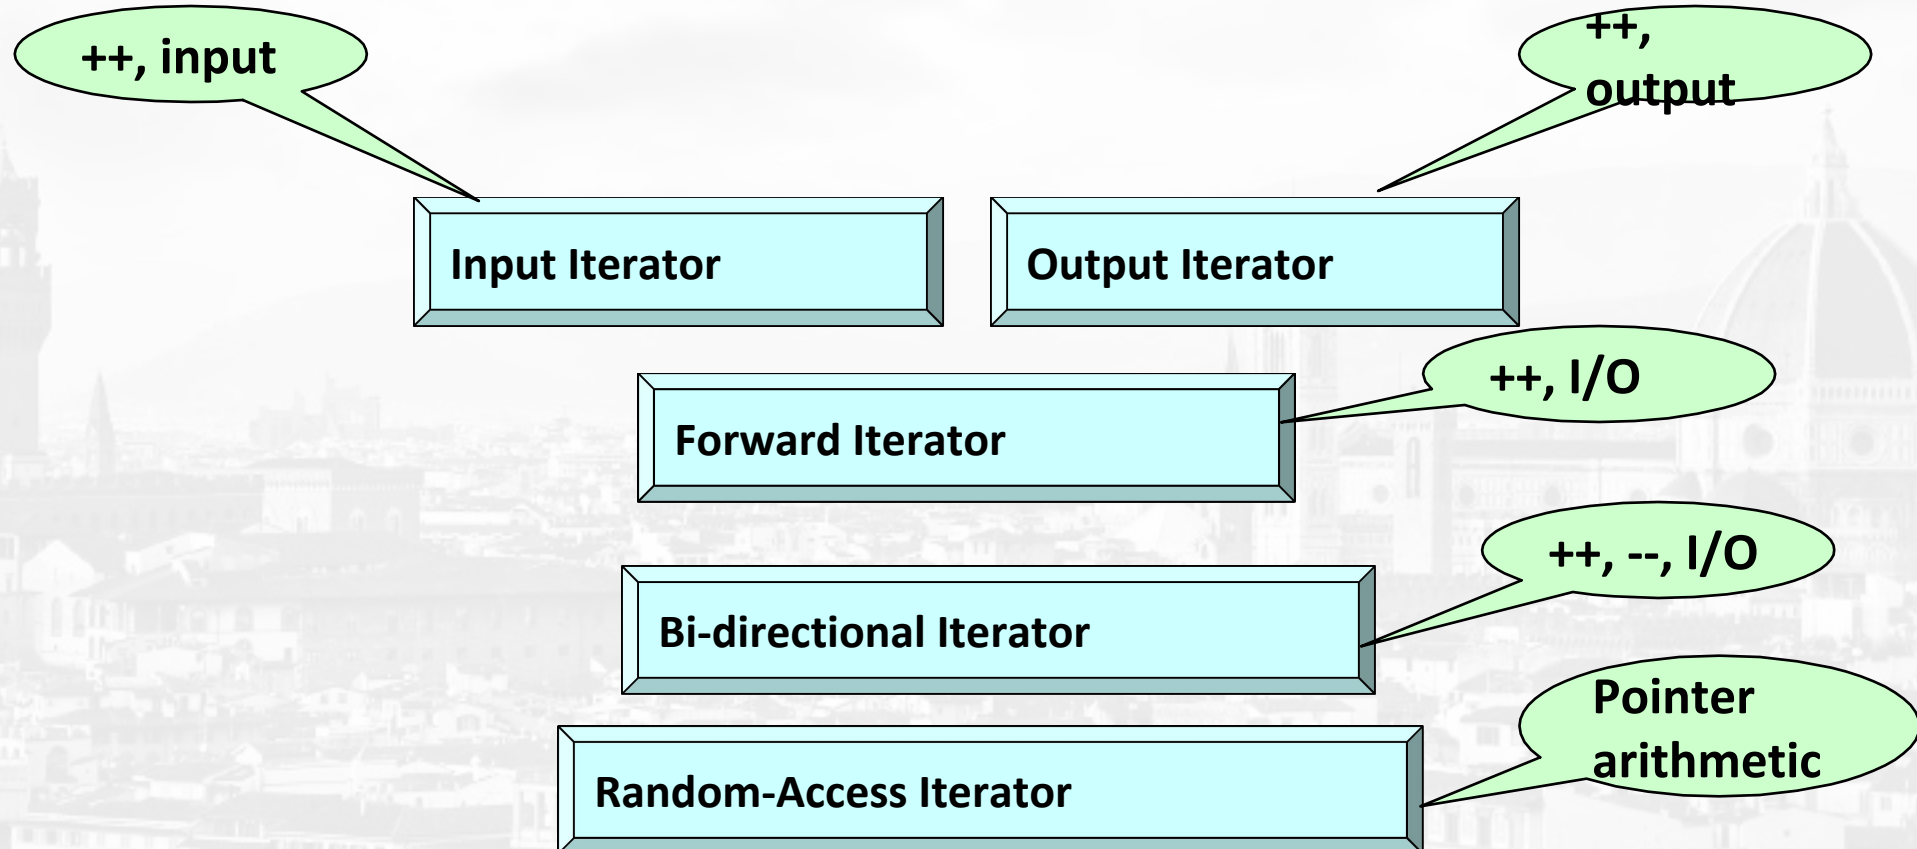 ++, input
++,
output
Input Iterator
Output Iterator
++, I/O
Forward Iterator
++, --, I/O
Bi-directional Iterator
Pointer
arithmetic
Random-Access Iterator